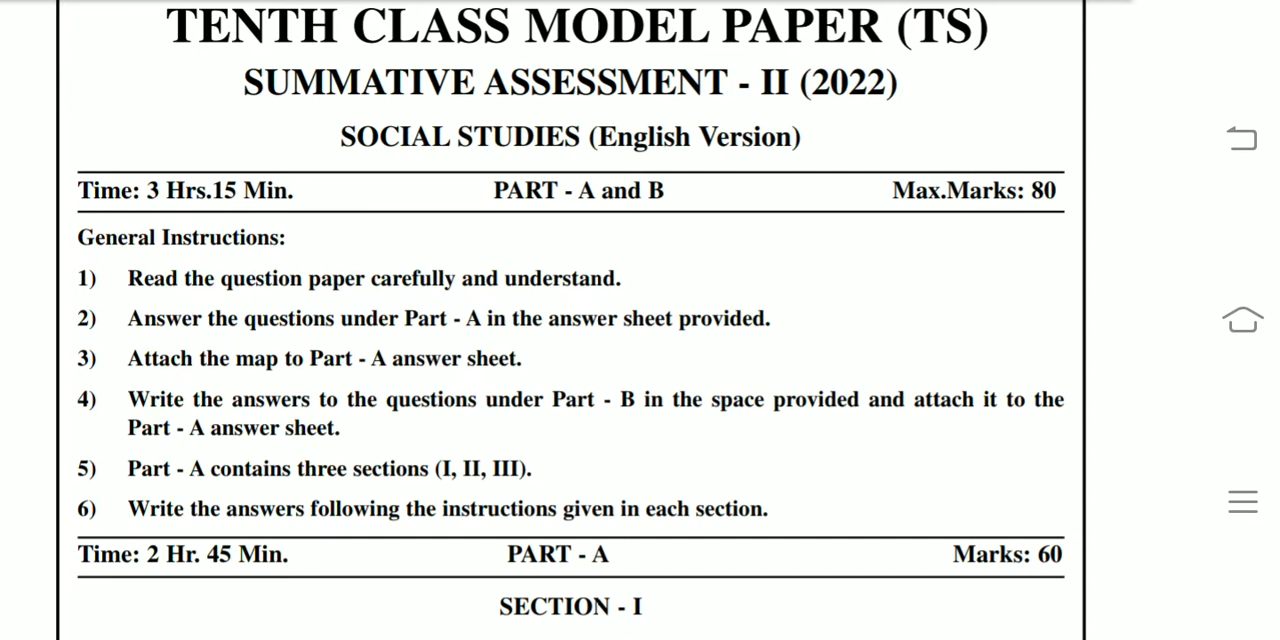 TENTH CLASS MODEL PAPER (TS)
SUMMATIVE ASSESSMENT - II (2022)
SOCIAL STUDIES (English Version)
Time: 3 Hrs.15 Min. PART - A and B Max.Marks: 80
General Instructions:
1) Read the question paper carefully and understand.
2) Answer the questions under Part - A in the answer sheet provided.
3) Attach the map to Part - A answer sheet.
4) Write the answers to the questions under Part - B in the space provided and attach it to the
Part - A answer sheet.
5) Part - A contains three sections (I, II, III).
6) Write the answers following the instructions given in each section.
Time: 2 Hr. 45 Min. PART - A Marks: 60
SECTION - I